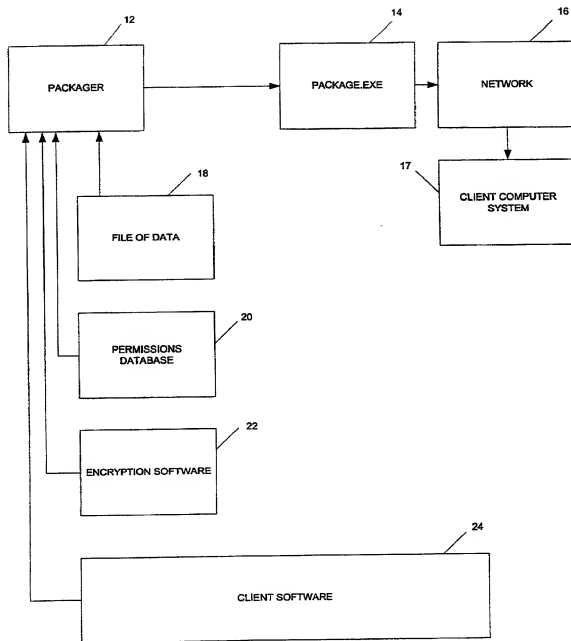 12
14
16
PACKAGER
PACKAGE.EXE
NETWORK
17
CLIENT COMPUTER
SYSTEM
18
FILE OF DATA
20
PERMISSIONS
DATABASE
22
ENCRYPTION SOFTWARE
24
CLIENT SOFTWARE